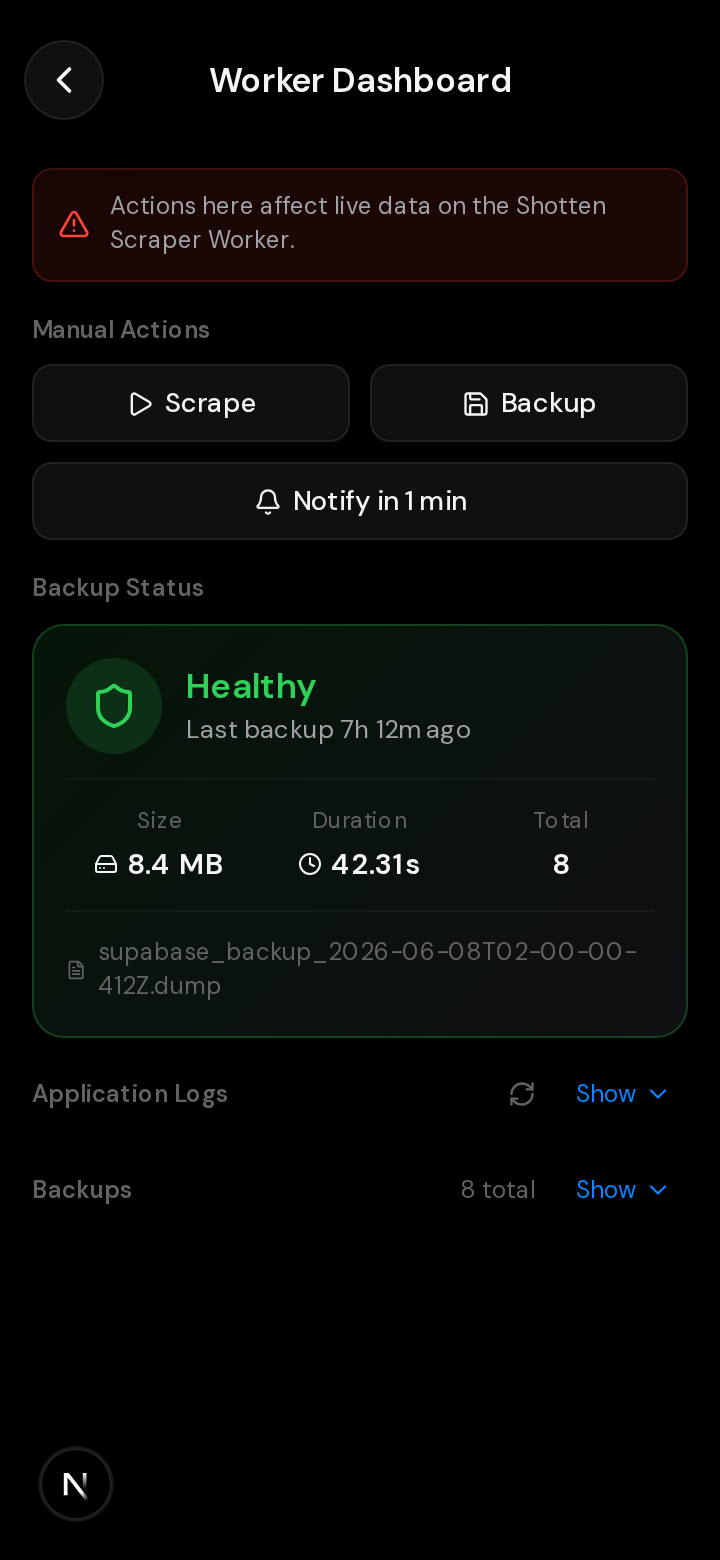 Worker Dashboard
Actions here affect live data on the Shotten
Scraper Worker.
Manual Actions
Scrape
Backup
Notify in 1 min
Backup Status
Healthy
Last backup 7h 12m ago
Size
Duration
Total
8.4 MB
42.31s
8
supabase_backup_2026-06-08T02-00-00-
412Z.dump
Application Logs
Show
Backups
8 total
Show
N